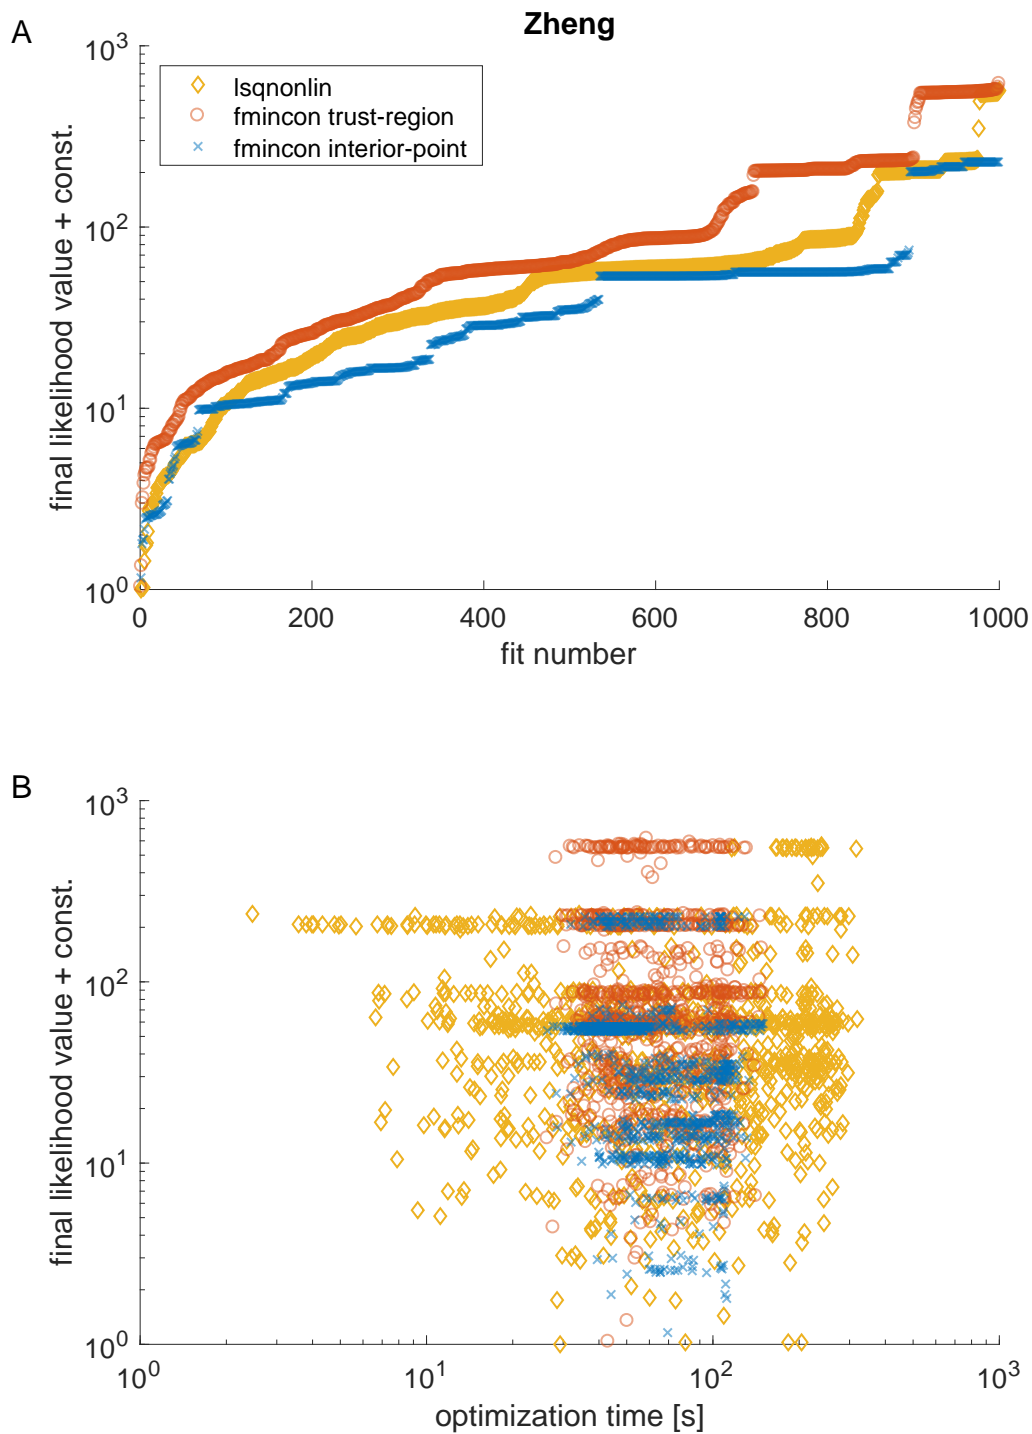 Zheng
A
10^3
lsqnonlin
fmincon trust-region
fmincon interior-point
10^2
10^1
10^0
final likelihood value + const.
0 200 400 600 800 1000
fit number
B
10^3
10^2
10^1
10^0
final likelihood value + const.
10^0 10^1 10^2 10^3
optimization time [s]